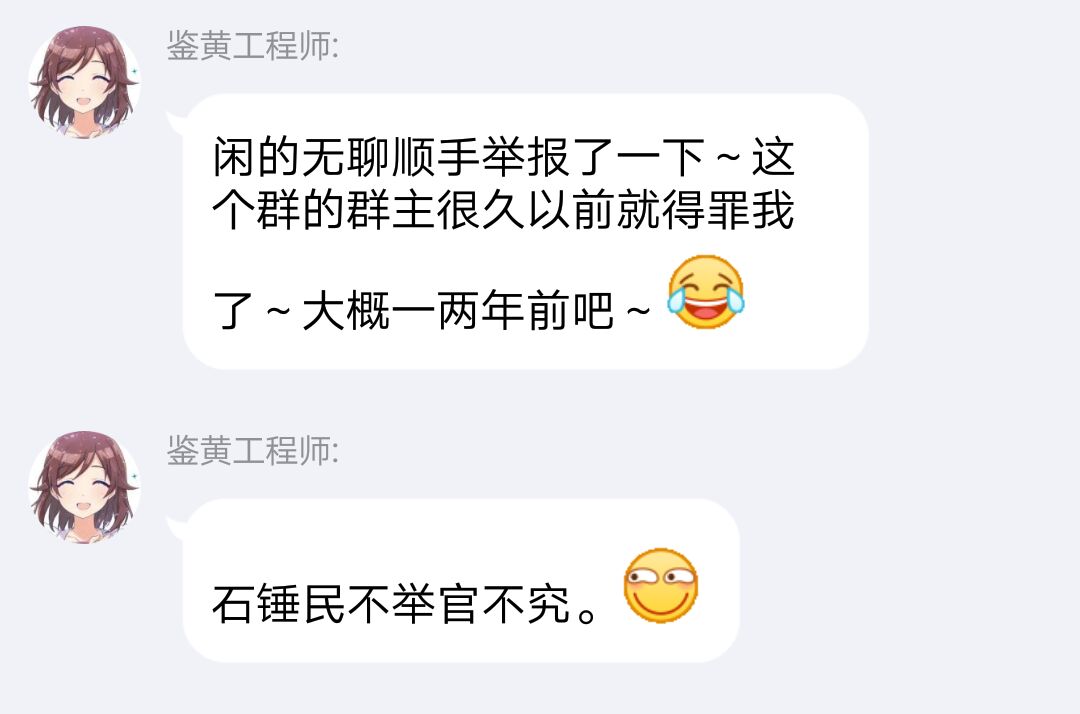 鉴黄工程师:
闲的无聊顺手举报了一下~这
个群的群主很久以前就得罪我
了~大概一两年前吧~😂
鉴黄工程师:
石锤民不举官不究。